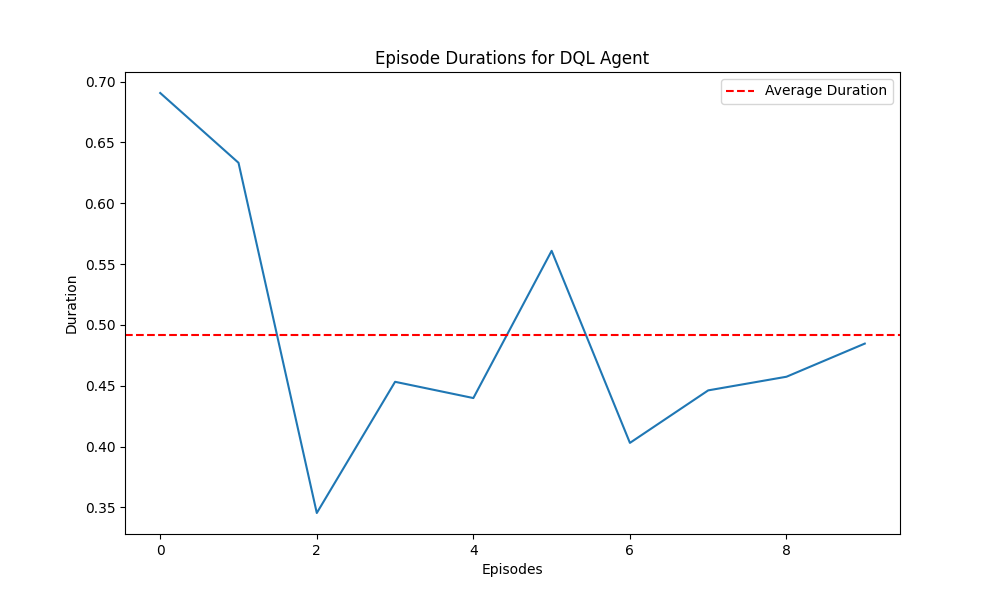 Episode Durations for DQL Agent
Average Duration
Duration
0.70
0.65
0.60
0.55
0.50
0.45
0.40
0.35
0 2 4 6 8
Episodes